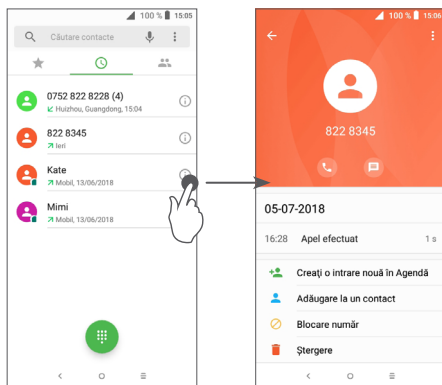 100 % 15:05
Căutare contacte
0752 822 8228 (4)
Huizhou, Guangdong, 15:04
822 8345
Ieri
Kate
Mobil, 13/06/2018
Mimi
Mobil, 13/06/2018
100 % 15:06
822 8345
05-07-2018
16:28 Apel efectuat 1 s
Creați o intrare nouă în Agendă
Adăugare la un contact
Blocare număr
Ștergere